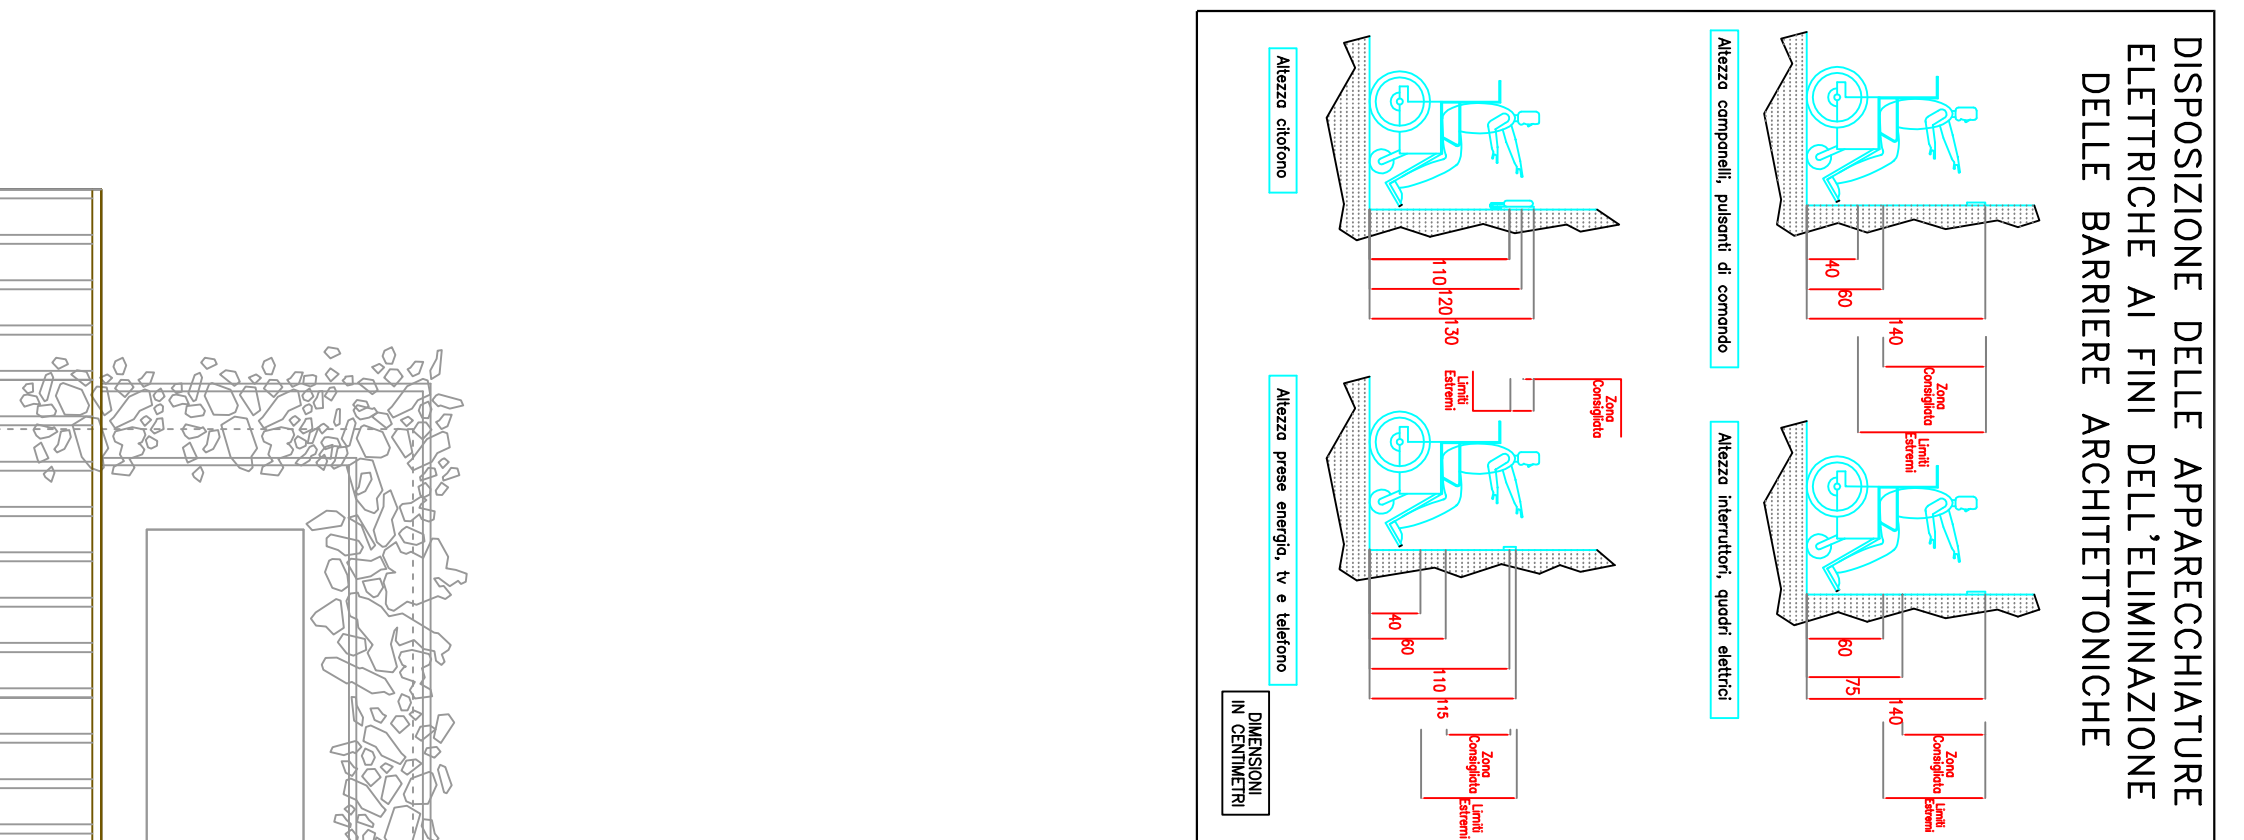 DISPOSIZIONE DELLE APPARECCHIATURE
ELETTRICHE AI FINI DELL'ELIMINAZIONE
DELLE BARRIERE ARCHITETTONICHE
40
60
140
Zona
Consigliata
Limiti
Estremi
Altezza campanelli, pulsanti di comando
60
75
140
Zona
Consigliata
Limiti
Estremi
Altezza interruttori, quadri elettrici
110
120
130
Zona
Consigliata
Limiti
Estremi
Altezza citofono
40
60
110
115
Zona
Consigliata
Limiti
Estremi
Altezza prese energia, tv e telefono
DIMENSIONI
IN CENTIMETRI